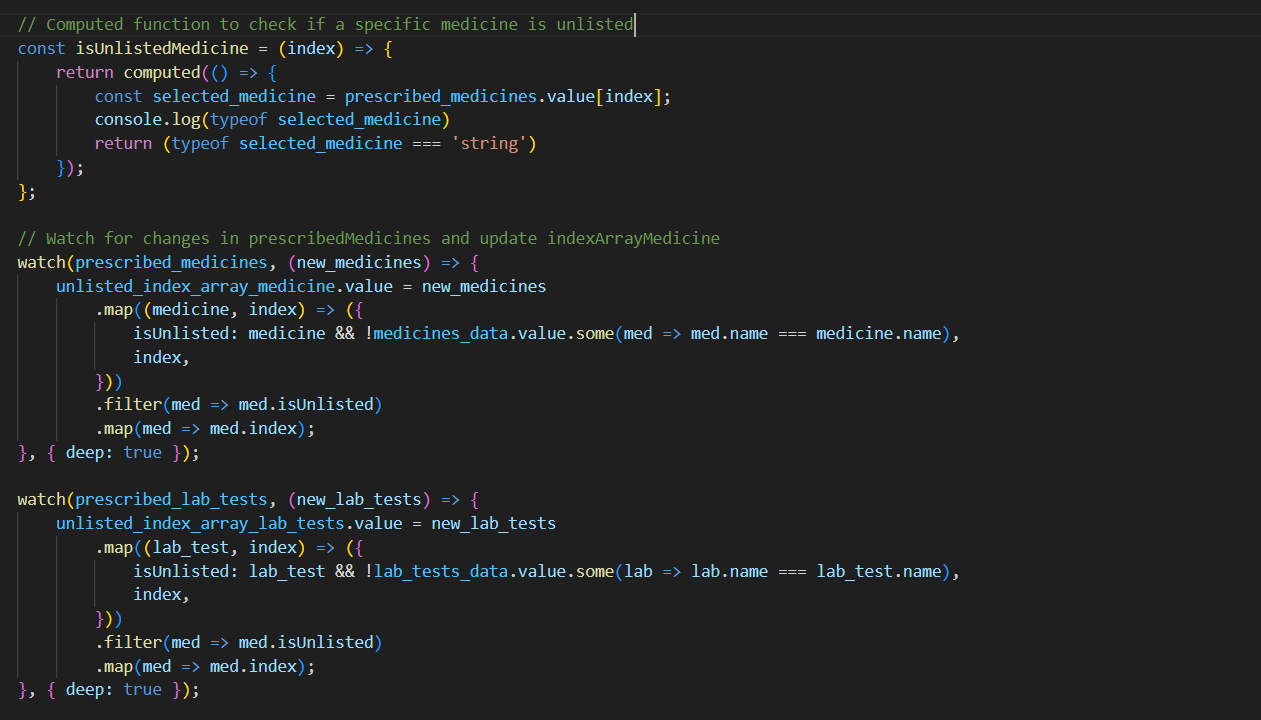 // Computed function to check if a specific medicine is unlisted
const isUnlistedMedicine = (index) => {
    return computed(() => {
        const selected_medicine = prescribed_medicines.value[index];
        console.log(typeof selected_medicine)
        return (typeof selected_medicine === 'string')
    });
};

// Watch for changes in prescribedMedicines and update indexArrayMedicine
watch(prescribed_medicines, (new_medicines) => {
    unlisted_index_array_medicine.value = new_medicines
        .map((medicine, index) => ({
            isUnlisted: medicine && !medicines_data.value.some(med => med.name === medicine.name),
            index,
        }))
        .filter(med => med.isUnlisted)
        .map(med => med.index);
}, { deep: true });

watch(prescribed_lab_tests, (new_lab_tests) => {
    unlisted_index_array_lab_tests.value = new_lab_tests
        .map((lab_test, index) => ({
            isUnlisted: lab_test && !lab_tests_data.value.some(lab => lab.name === lab_test.name),
            index,
        }))
        .filter(med => med.isUnlisted)
        .map(med => med.index);
}, { deep: true });